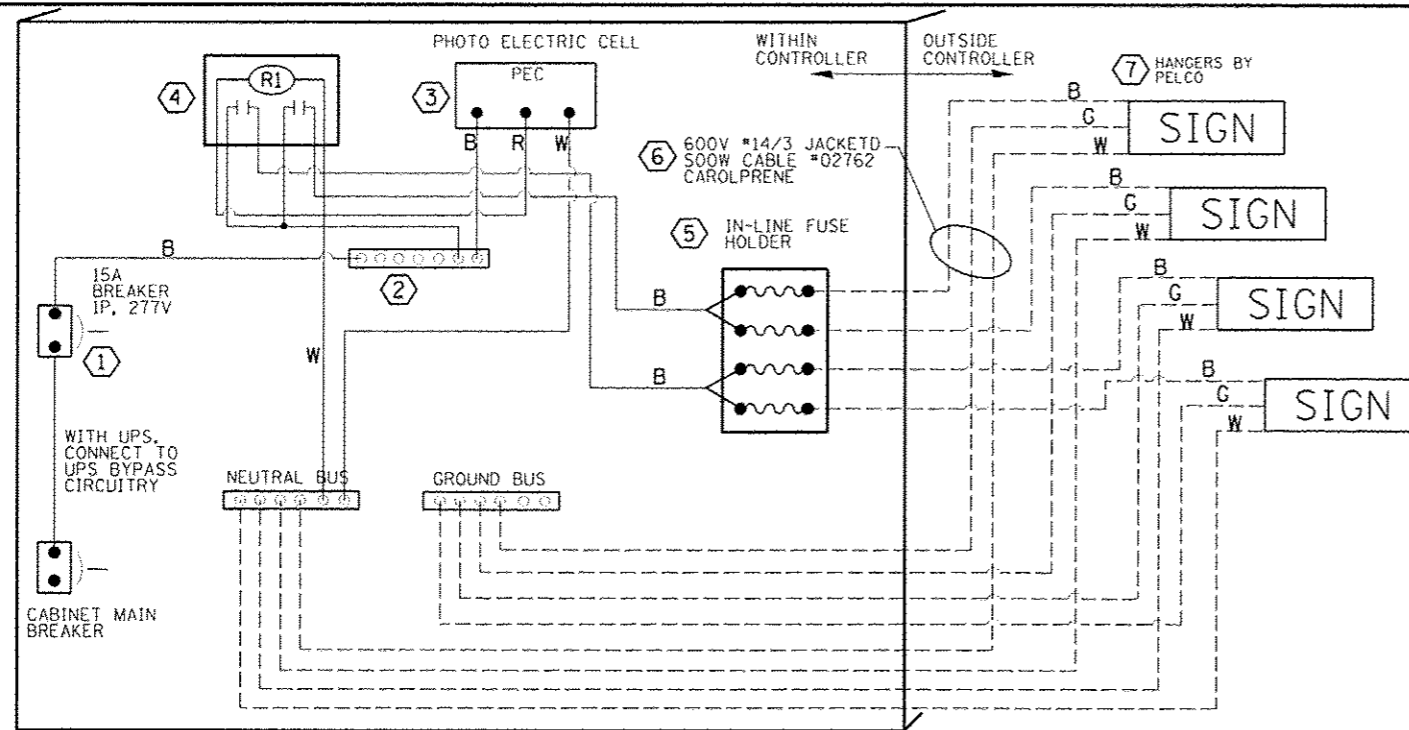 PHOTO ELECTRIC CELL
WITHIN
CONTROLLER
OUTSIDE
CONTROLLER
7
HANGERS BY
PELCO
4
R1
3
PEC
B R W
6
600V #14/3 JACKETD
SOOW CABLE #02762
CAROLPRENE
B
G
W
SIGN
B
G
W
SIGN
5
IN-LINE FUSE
HOLDER
B
15A
BREAKER
1P, 277V
2
1
B
G
W
SIGN
B
B
W
B
G
W
SIGN
WITH UPS,
CONNECT TO
UPS BYPASS
CIRCUITRY
NEUTRAL BUS
GROUND BUS
CABINET MAIN
BREAKER